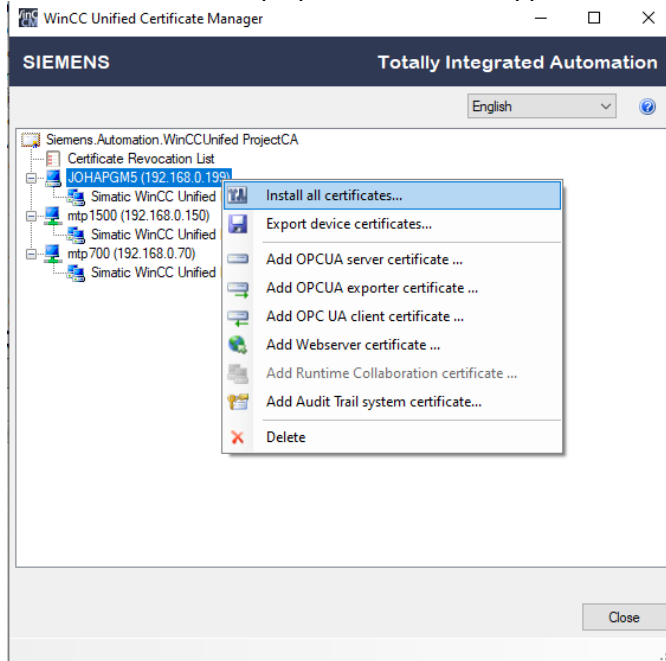 WinCC Unified Certificate Manager
SIEMENS
Totally Integrated Automation
English
Siemens.Automation.WinCCUnifed ProjectCA
Certificate Revocation List
JOHAPGM5 (192.168.0.199)
Simatic WinCC Unified
mtp1500 (192.168.0.150)
Simatic WinCC Unified
mtp700 (192.168.0.70)
Simatic WinCC Unified
Install all certificates...
Export device certificates...
Add OPCUA server certificate ...
Add OPCUA exporter certificate ...
Add OPC UA client certificate ...
Add Webserver certificate ...
Add Runtime Collaboration certificate ...
Add Audit Trail system certificate...
Delete
Close